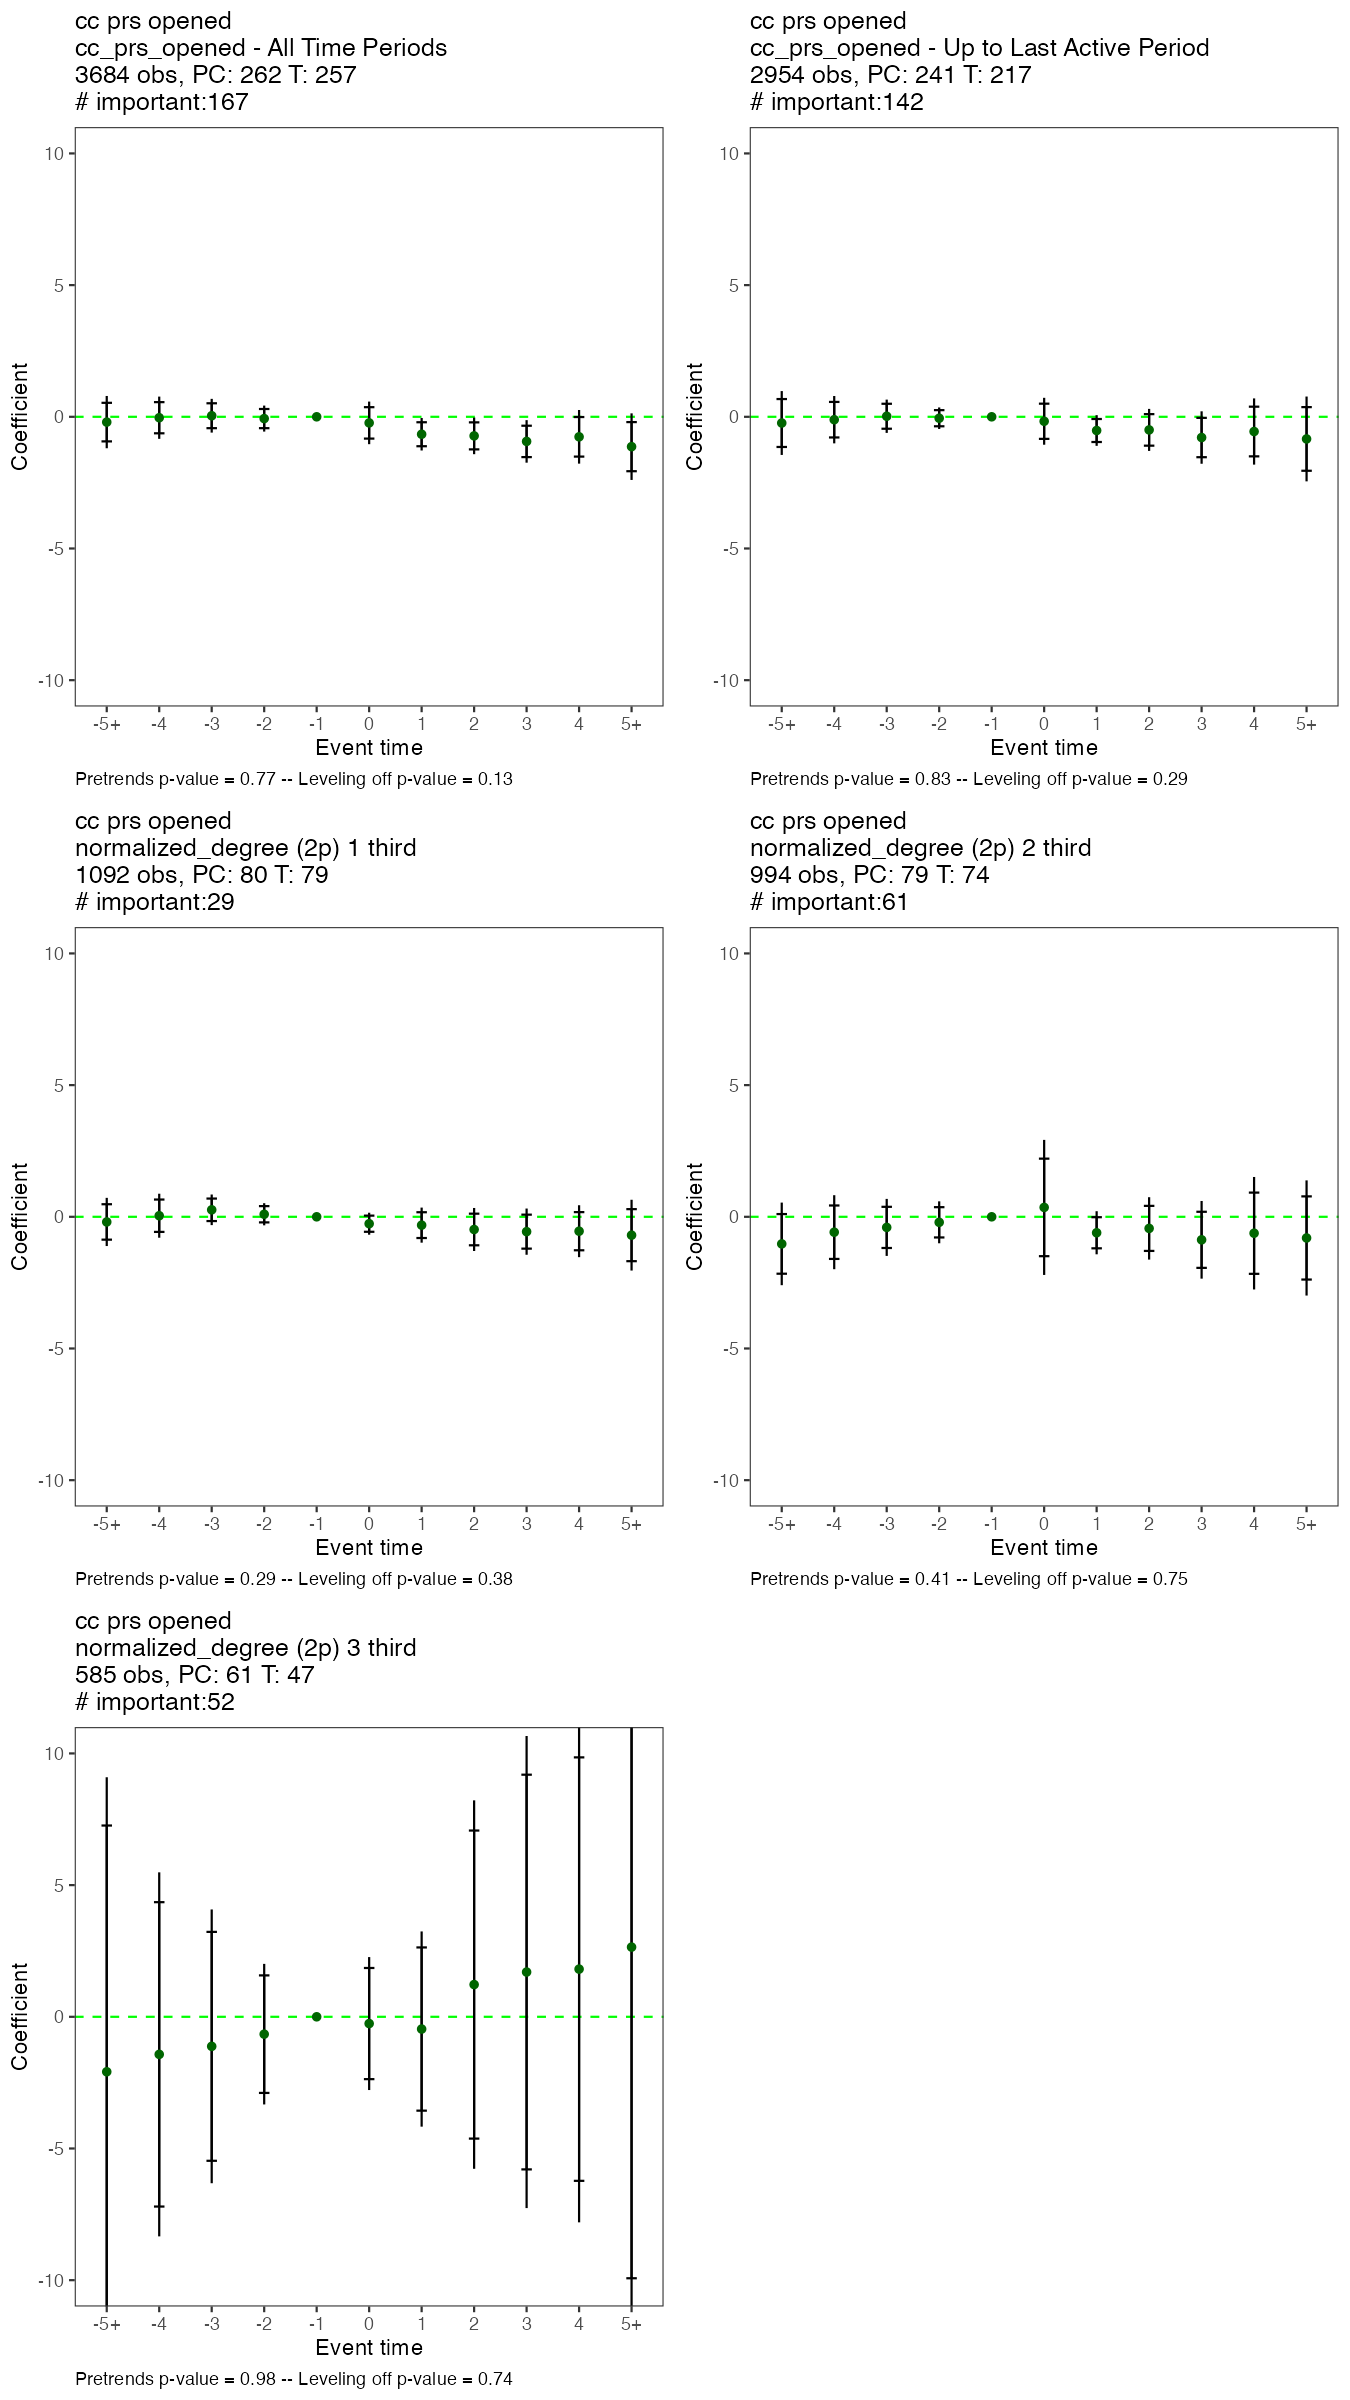 cc prs opened
cc_prs_opened - All Time Periods
3684 obs, PC: 262 T: 257
# important:167
10
5
0
-5
-10
Coefficient
-5+ -4 -3 -2 -1 0 1 2 3 4 5+
Event time
Pretrends p-value = 0.77 -- Leveling off p-value = 0.13
cc prs opened
cc_prs_opened - Up to Last Active Period
2954 obs, PC: 241 T: 217
# important:142
10
5
0
-5
-10
Coefficient
-5+ -4 -3 -2 -1 0 1 2 3 4 5+
Event time
Pretrends p-value = 0.83 -- Leveling off p-value = 0.29
cc prs opened
normalized_degree (2p) 1 third
1092 obs, PC: 80 T: 79
# important:29
10
5
0
-5
-10
Coefficient
-5+ -4 -3 -2 -1 0 1 2 3 4 5+
Event time
Pretrends p-value = 0.29 -- Leveling off p-value = 0.38
cc prs opened
normalized_degree (2p) 2 third
994 obs, PC: 79 T: 74
# important:61
10
5
0
-5
-10
Coefficient
-5+ -4 -3 -2 -1 0 1 2 3 4 5+
Event time
Pretrends p-value = 0.41 -- Leveling off p-value = 0.75
cc prs opened
normalized_degree (2p) 3 third
585 obs, PC: 61 T: 47
# important:52
10
5
0
-5
-10
Coefficient
-5+ -4 -3 -2 -1 0 1 2 3 4 5+
Event time
Pretrends p-value = 0.98 -- Leveling off p-value = 0.74